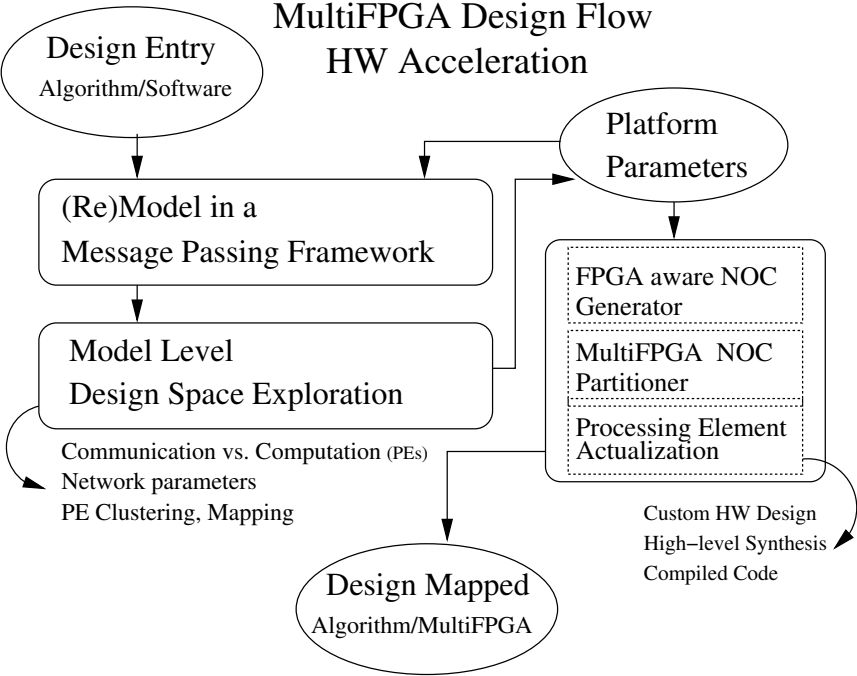 MultiFPGA Design Flow
HW Acceleration
Design Entry
Algorithm/Software
Platform
Parameters
(Re)Model in a
Message Passing Framework
FPGA aware NOC
Generator
MultiFPGA NOC
Partitioner
Processing Element
Actualization
Model Level
Design Space Exploration
Communication vs. Computation (PEs)
Network parameters
PE Clustering, Mapping
Custom HW Design
High−level Synthesis
Compiled Code
Design Mapped
Algorithm/MultiFPGA